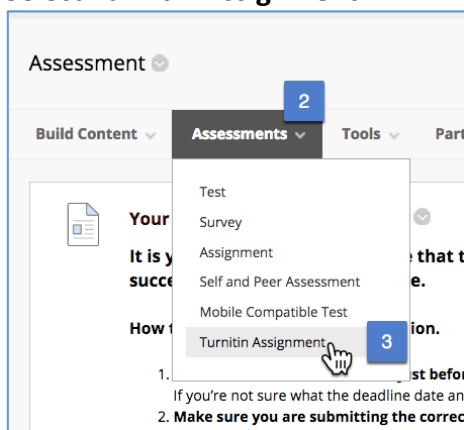 Assessment
2
Build Content Assessments Tools Part
Test
Survey
Assignment
Self and Peer Assessment
Mobile Compatible Test
Turnitin Assignment
3
Your
It is y that t
succe e.
How ion.
1. st befor
If you're not sure what the deadline date an
2. Make sure you are submitting the correc